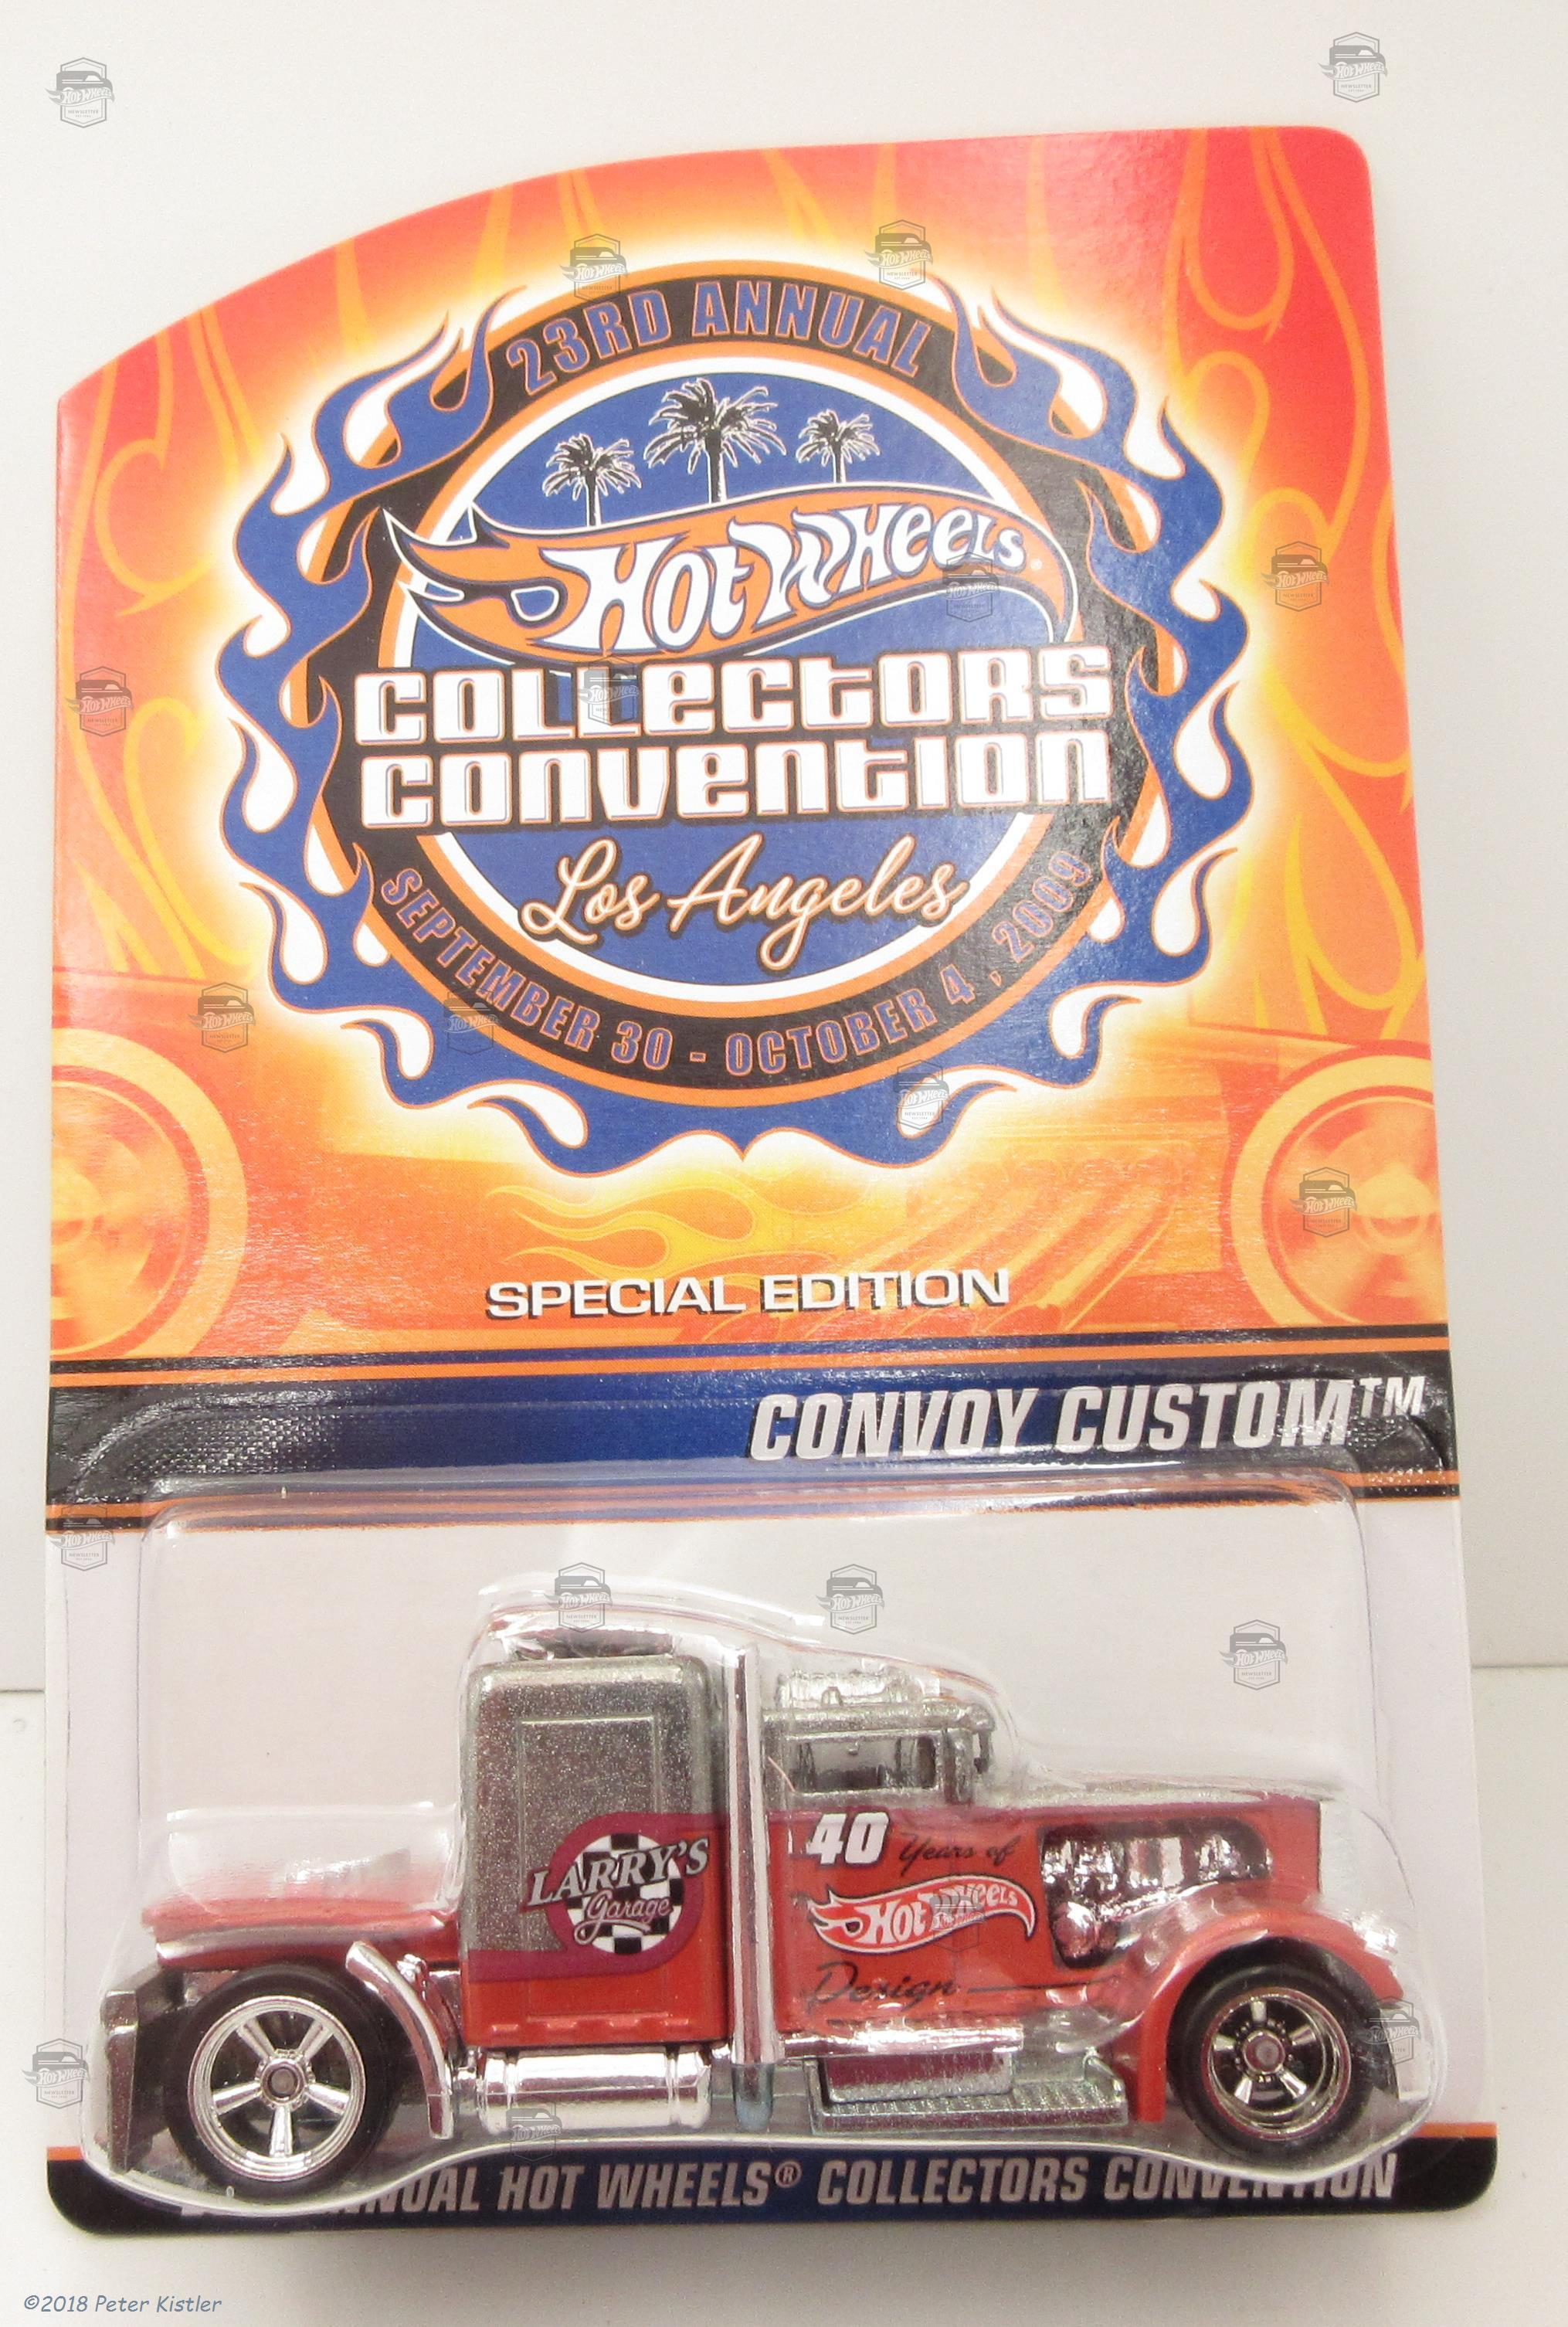 23RD ANNUAL
Hot Wheels®
COLLECTORS
CONVENTION
Los Angeles
SEPTEMBER 30 - OCTOBER 4, 2009
SPECIAL EDITION
CONVOY CUSTOM™
LARRY'S
Garage
40 Years of
Hot Wheels
Design
ANNUAL HOT WHEELS® COLLECTORS CONVENTION
©2018 Peter Kistler